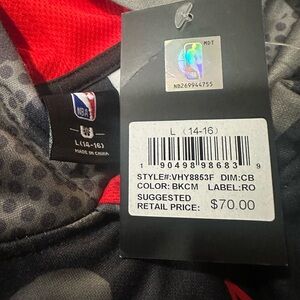 MDT
NB269944755
NBA
L (14-16)
MADE IN CHINA
L (14-16)
1 90498 98683 9
STYLE#:VHY8853F DIM:CB
COLOR: BKCM LABEL:RO
SUGGESTED
RETAIL PRICE: $70.00